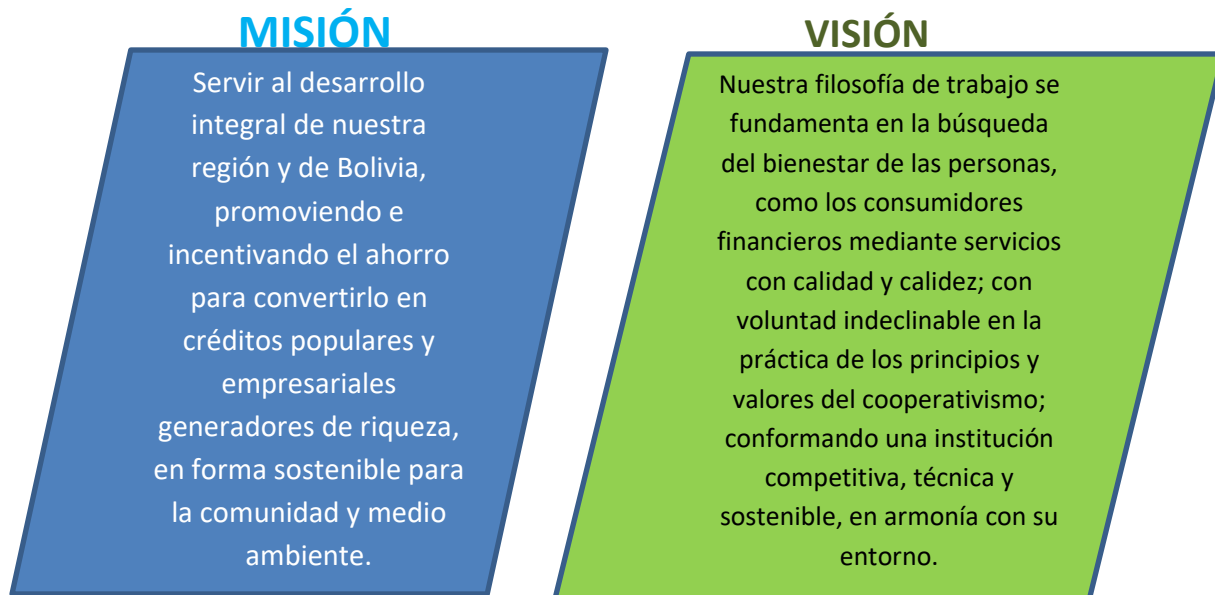 MISIÓN
Servir al desarrollo
integral de nuestra
región y de Bolivia,
promoviendo e
incentivando el ahorro
para convertirlo en
créditos populares y
empresariales
generadores de riqueza,
en forma sostenible para
la comunidad y medio
ambiente.
VISIÓN
Nuestra filosofía de trabajo se
fundamenta en la búsqueda
del bienestar de las personas,
como los consumidores
financieros mediante servicios
con calidad y calidez; con
voluntad indeclinable en la
práctica de los principios y
valores del cooperativismo;
conformando una institución
competitiva, técnica y
sostenible, en armonía con su
entorno.